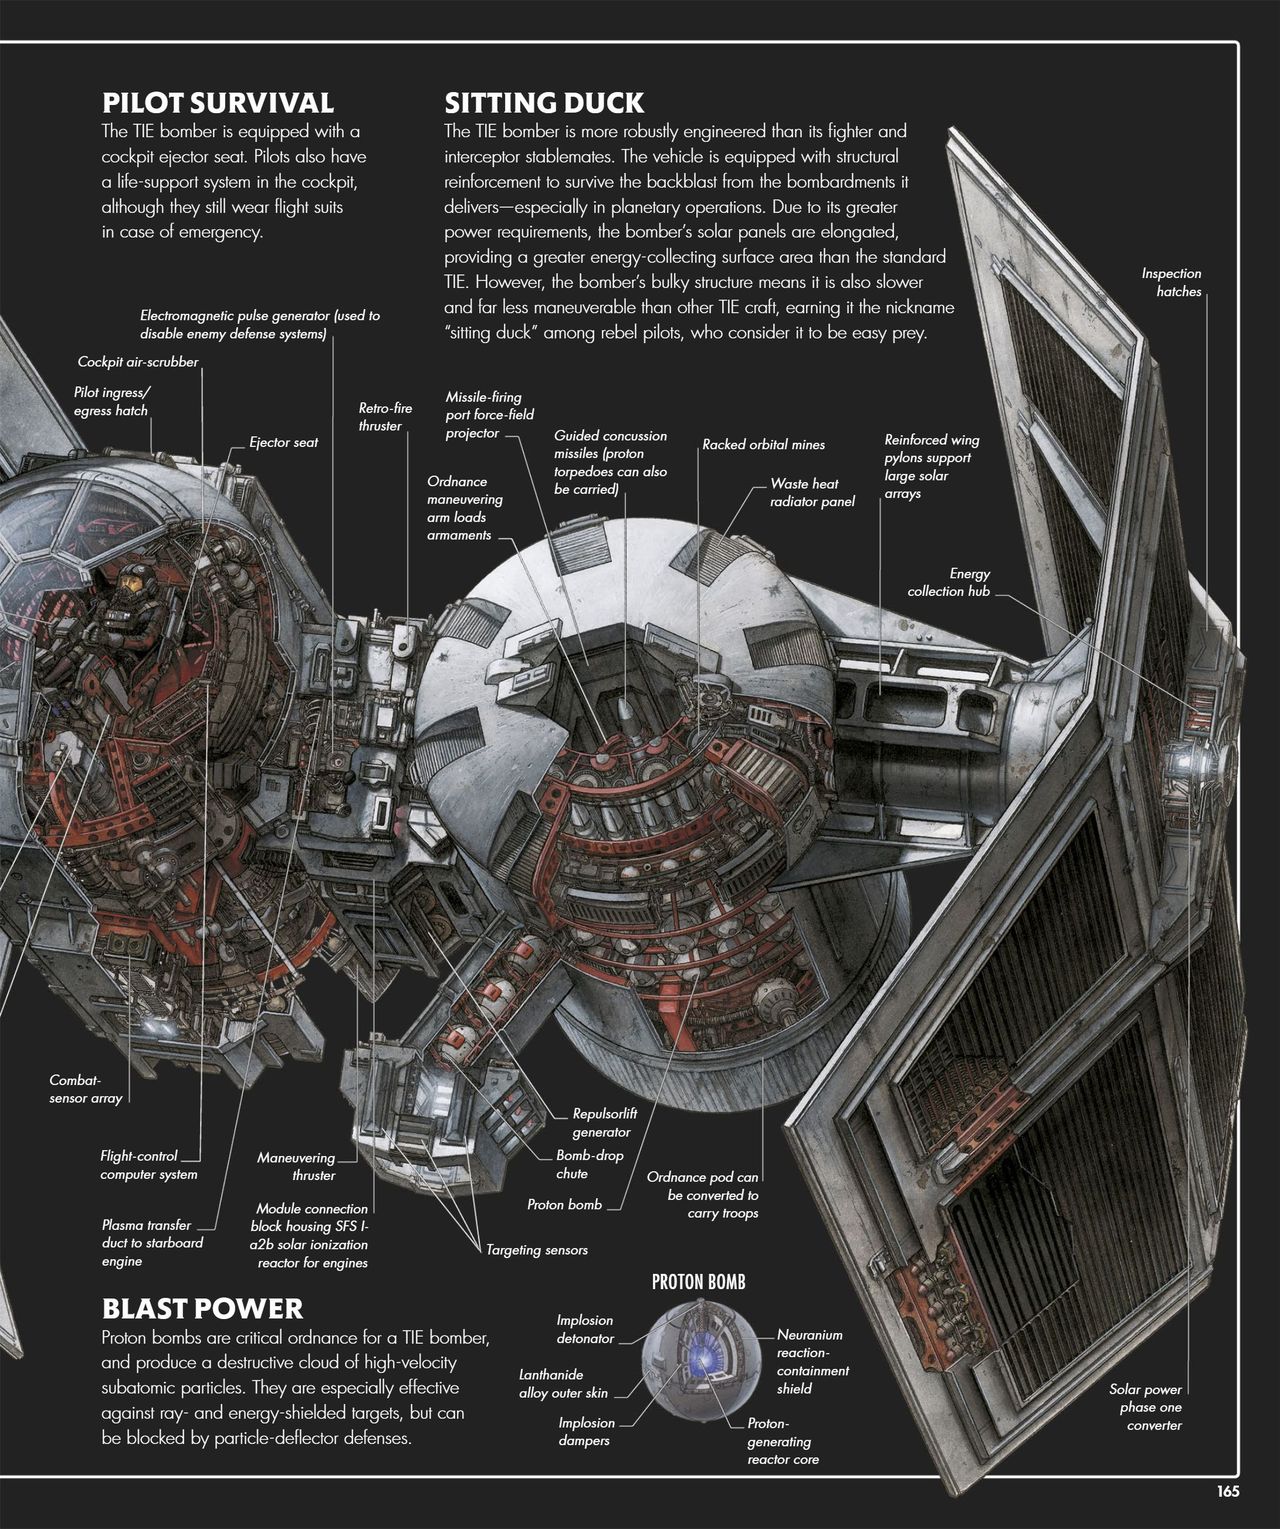 PILOT SURVIVAL
The TIE bomber is equipped with a
cockpit ejector seat. Pilots also have
a life-support system in the cockpit,
although they still wear flight suits
in case of emergency.
SITTING DUCK
The TIE bomber is more robustly engineered than its fighter and
interceptor stablemates. The vehicle is equipped with structural
reinforcement to survive the backblast from the bombardments it
delivers—especially in planetary operations. Due to its greater
power requirements, the bomber’s solar panels are elongated,
providing a greater energy-collecting surface area than the standard
TIE. However, the bomber’s bulky structure means it is also slower
and far less maneuverable than other TIE craft, earning it the nickname
“sitting duck” among rebel pilots, who consider it to be easy prey.
Inspection
hatches
Electromagnetic pulse generator (used to
disable enemy defense systems)
Cockpit air-scrubber
Pilot ingress/
egress hatch
Ejector seat
Retro-fire
thruster
Missile-firing
port force-field
projector
Ordnance
maneuvering
arm loads
armaments
Guided concussion
missiles (proton
torpedoes can also
be carried)
Racked orbital mines
Waste heat
radiator panel
Reinforced wing
pylons support
large solar
arrays
Energy
collection hub
Combat-
sensor array
Flight-control
computer system
Plasma transfer
duct to starboard
engine
Maneuvering
thruster
Module connection
block housing SFS I-
a2b solar ionization
reactor for engines
Repulsorlift
generator
Bomb-drop
chute
Proton bomb
Targeting sensors
Ordnance pod can
be converted to
carry troops
BLAST POWER
Proton bombs are critical ordnance for a TIE bomber,
and produce a destructive cloud of high-velocity
subatomic particles. They are especially effective
against ray- and energy-shielded targets, but can
be blocked by particle-deflector defenses.
PROTON BOMB
Implosion
detonator
Lanthanide
alloy outer skin
Implosion
dampers
Neuranium
reaction-
containment
shield
Proton-
generating
reactor core
Solar power
phase one
converter
165